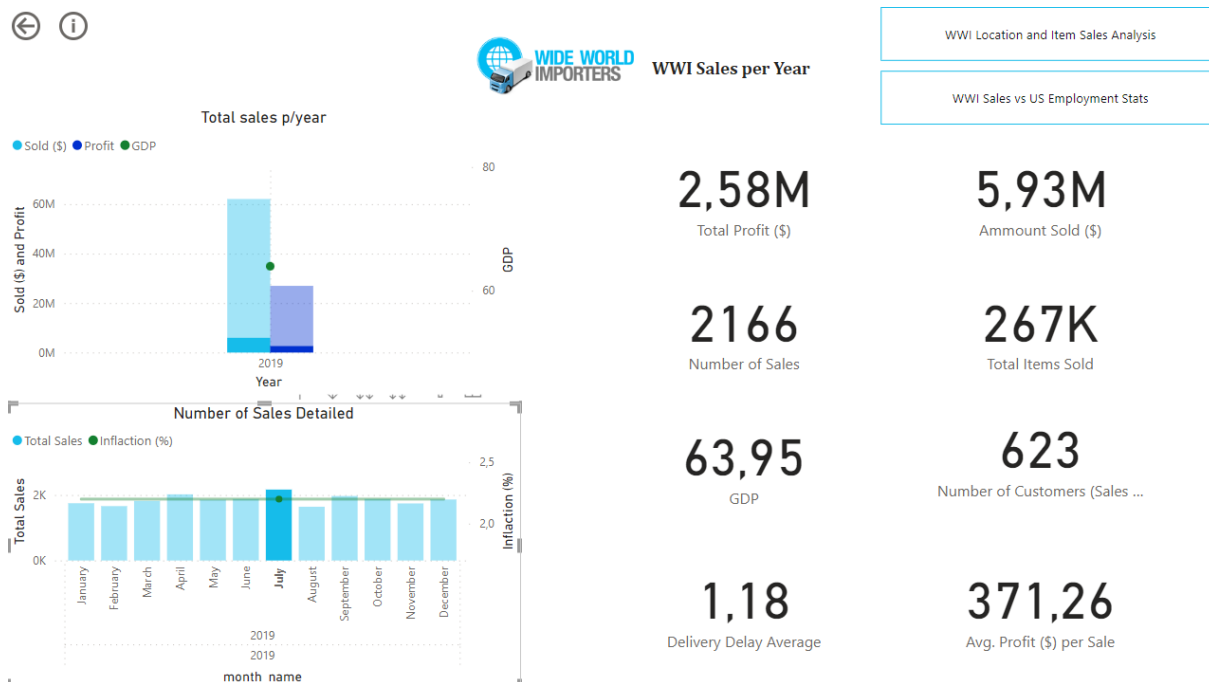 WWI Location and Item Sales Analysis
WIDE WORLD
IMPORTERS
WWI Sales per Year
WWI Sales vs US Employment Stats
Total sales p/year
Sold ($) Profit GDP
80
60M
40M
60
20M
0M
Sold ($) and Profit
GDP
2019
Year
2,58M
Total Profit ($)
5,93M
Ammount Sold ($)
2166
Number of Sales
267K
Total Items Sold
63,95
GDP
623
Number of Customers (Sales ...
1,18
Delivery Delay Average
371,26
Avg. Profit ($) per Sale
Number of Sales Detailed
Total Sales Inflaction (%)
2,5
2K
2,0
0K
Total Sales
Inflaction (%)
January
February
March
April
May
June
July
August
September
October
November
December
2019
2019
month_name